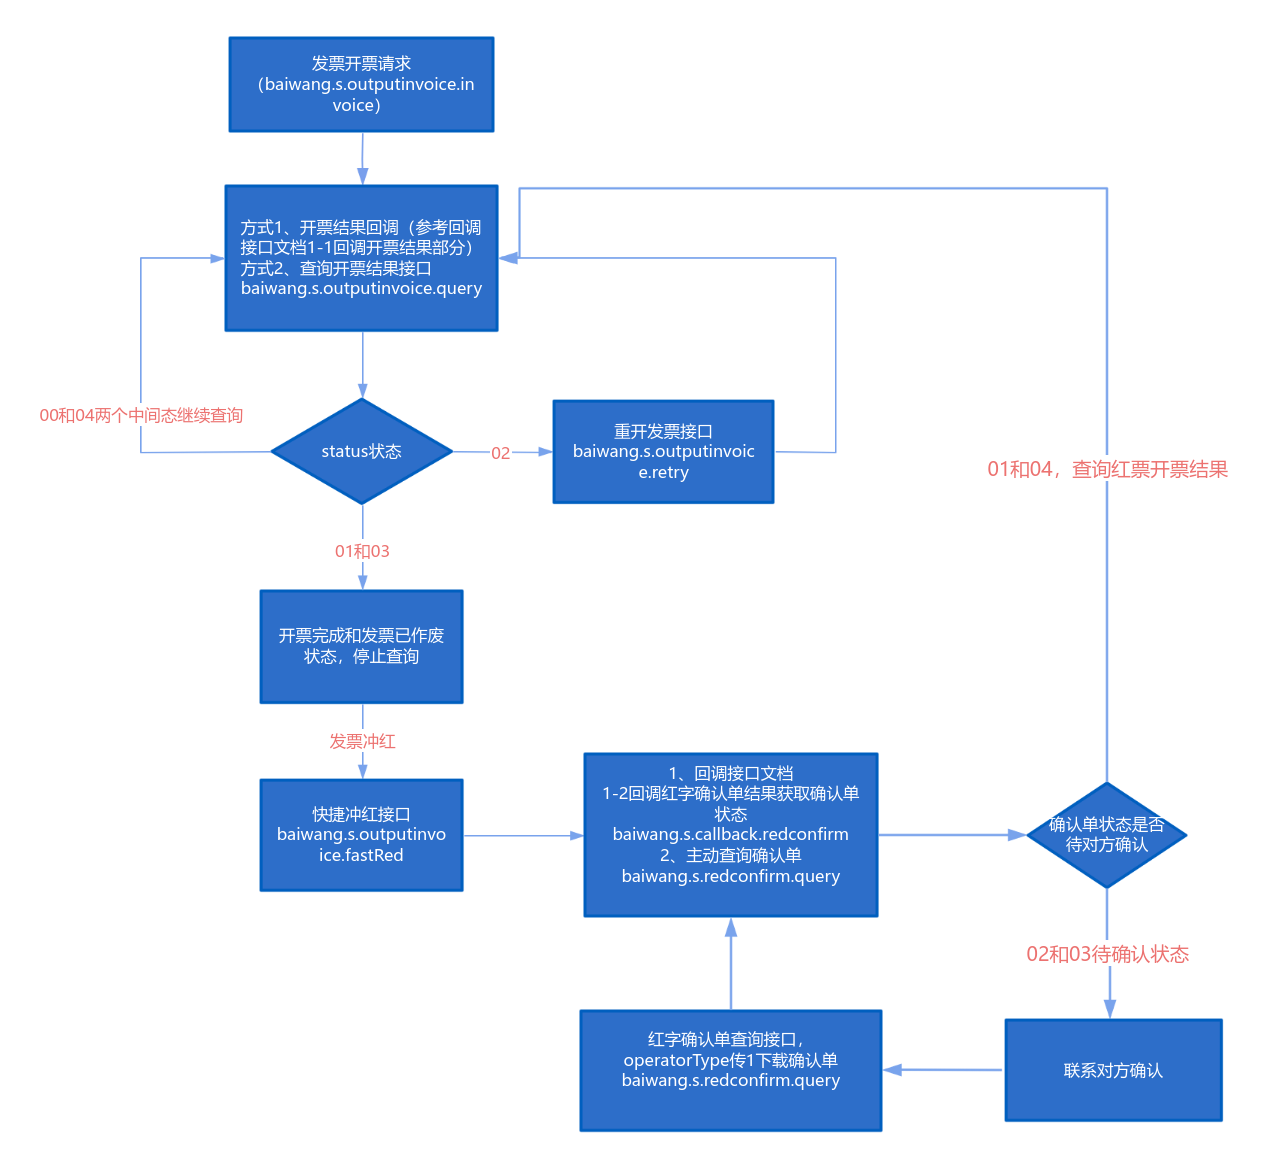 发票开票请求
（baiwang.s.outputinvoice.in
voice）
方式1、开票结果回调（参考回调
接口文档1-1回调开票结果部分）
方式2、查询开票结果接口
baiwang.s.outputinvoice.query
00和04两个中间态继续查询
status状态
02
重开发票接口
baiwang.s.outputinvoic
e.retry
01和04，查询红票开票结果
01和03
开票完成和发票已作废
状态，停止查询
发票冲红
快捷冲红接口
baiwang.s.outputinvo
ice.fastRed
1、回调接口文档
1-2回调红字确认单结果获取确认单
状态
baiwang.s.callback.redconfirm
2、主动查询确认单
baiwang.s.redconfirm.query
确认单状态是否
待对方确认
02和03待确认状态
红字确认单查询接口，
operatorType传1下载确认单
baiwang.s.redconfirm.query
联系对方确认